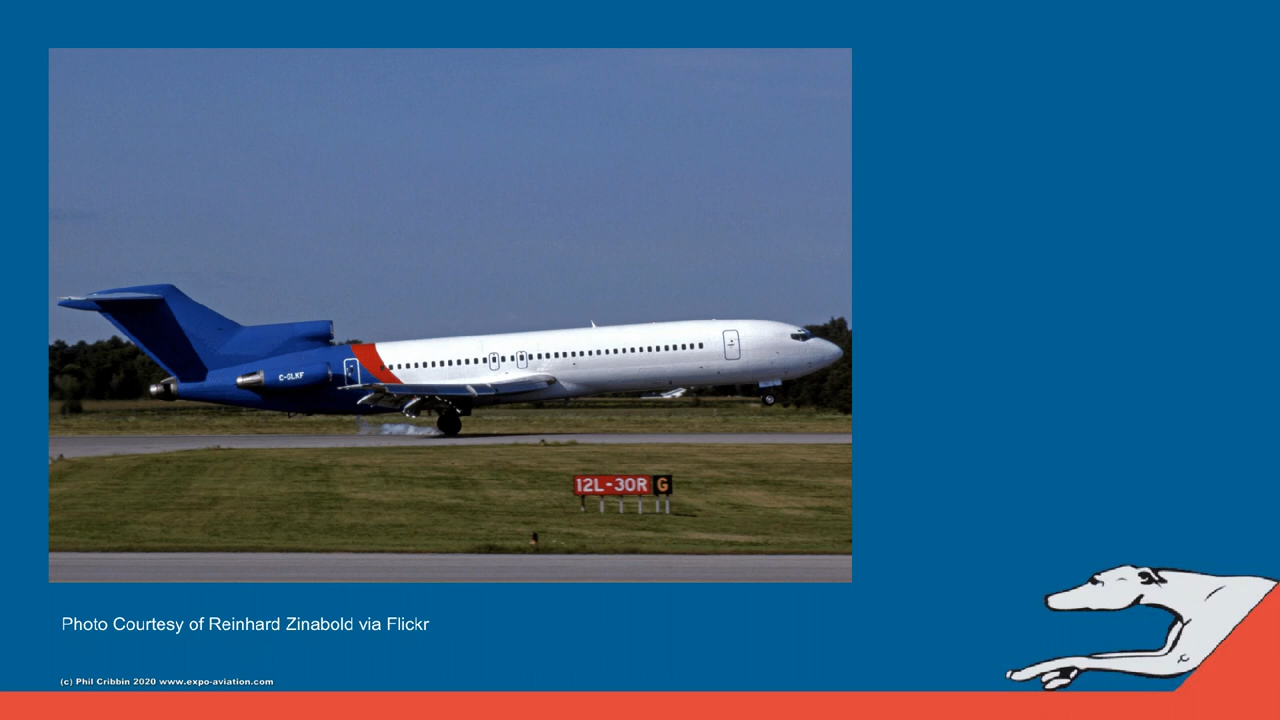 C-GLKF
12L-30R G
Photo Courtesy of Reinhard Zinabold via Flickr
(c) Phil Cribbin 2020 www.expo-aviation.com